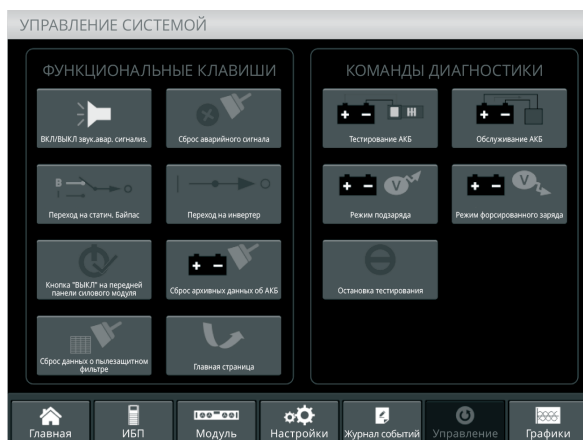 УПРАВЛЕНИЕ СИСТЕМОЙ
ФУНКЦИОНАЛЬНЫЕ КЛАВИШИ
ВКЛ/ВЫКЛ звук.авар. сигнализ.
Сброс аварийного сигнала
B
Переход на статич. Байпас
Переход на инвертер
Кнопка "ВЫКЛ" на передней
панели силового модуля
Сброс архивных данных об АКБ
Сброс данных о пылезащитном
фильтре
Главная страница
КОМАНДЫ ДИАГНОСТИКИ
Тестирование АКБ
Обслуживание АКБ
V
Режим подзаряда
V
Режим форсированного заряда
Остановка тестирования
Главная
ИБП
Модуль
Настройки
Журнал событий
Управление
Графики